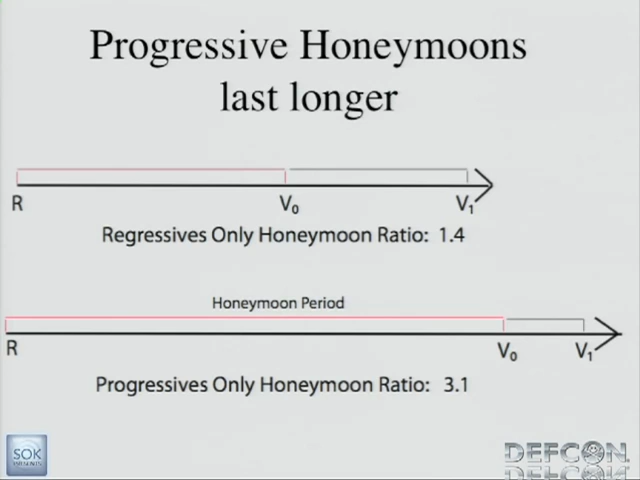 Progressive Honeymoons
last longer
R V₀ V₁
Regressives Only Honeymoon Ratio: 1.4
Honeymoon Period
R V₀ V₁
Progressives Only Honeymoon Ratio: 3.1
SOK
PRESENTS
DEFCON